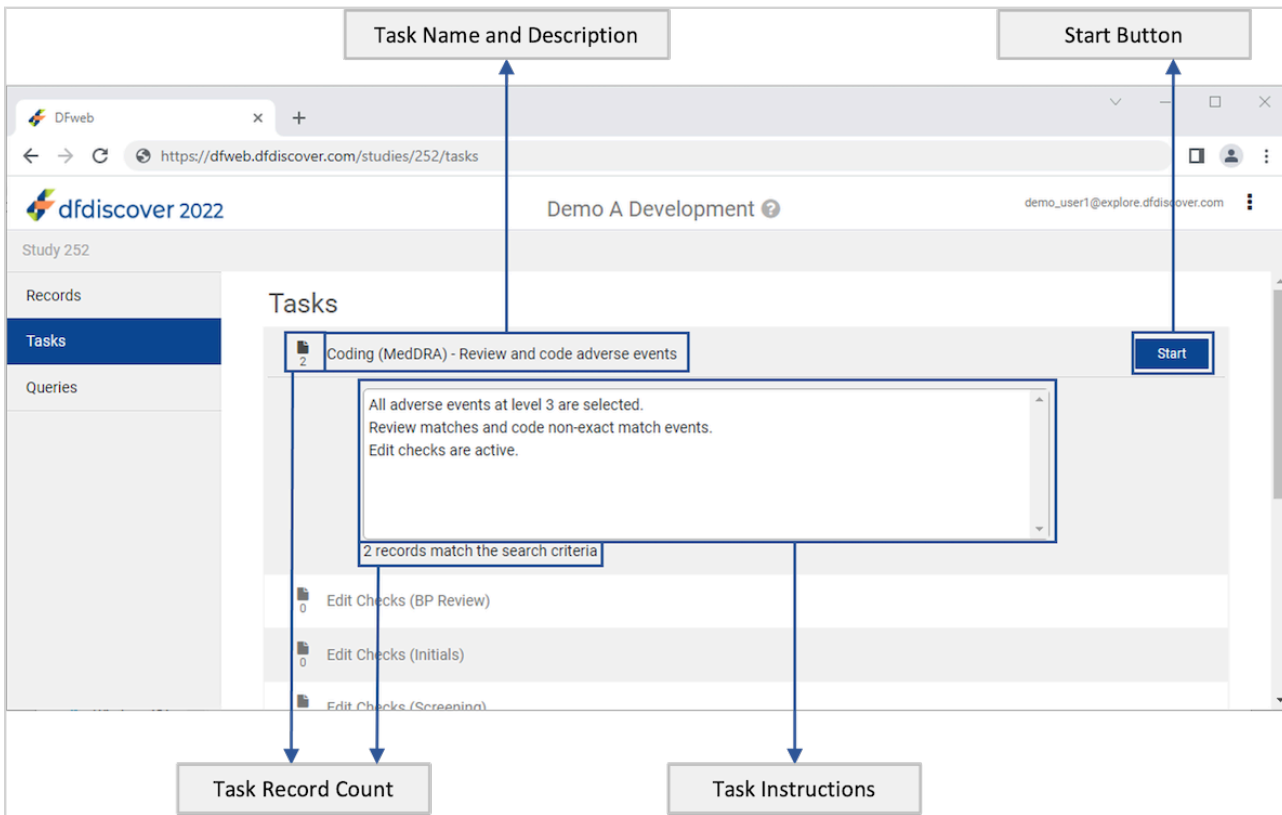 Task Name and Description
Start Button
DFweb
https://dfweb.dfdiscover.com/studies/252/tasks
dfdiscover 2022
Demo A Development
demo_user1@explore.dfdiscover.com
Study 252
Records
Tasks
Tasks
2
Coding (MedDRA) - Review and code adverse events
Start
Queries
All adverse events at level 3 are selected.
Review matches and code non-exact match events.
Edit checks are active.
2 records match the search criteria
0
Edit Checks (BP Review)
0
Edit Checks (Initials)
Edit Checks (Screening)
Task Record Count
Task Instructions